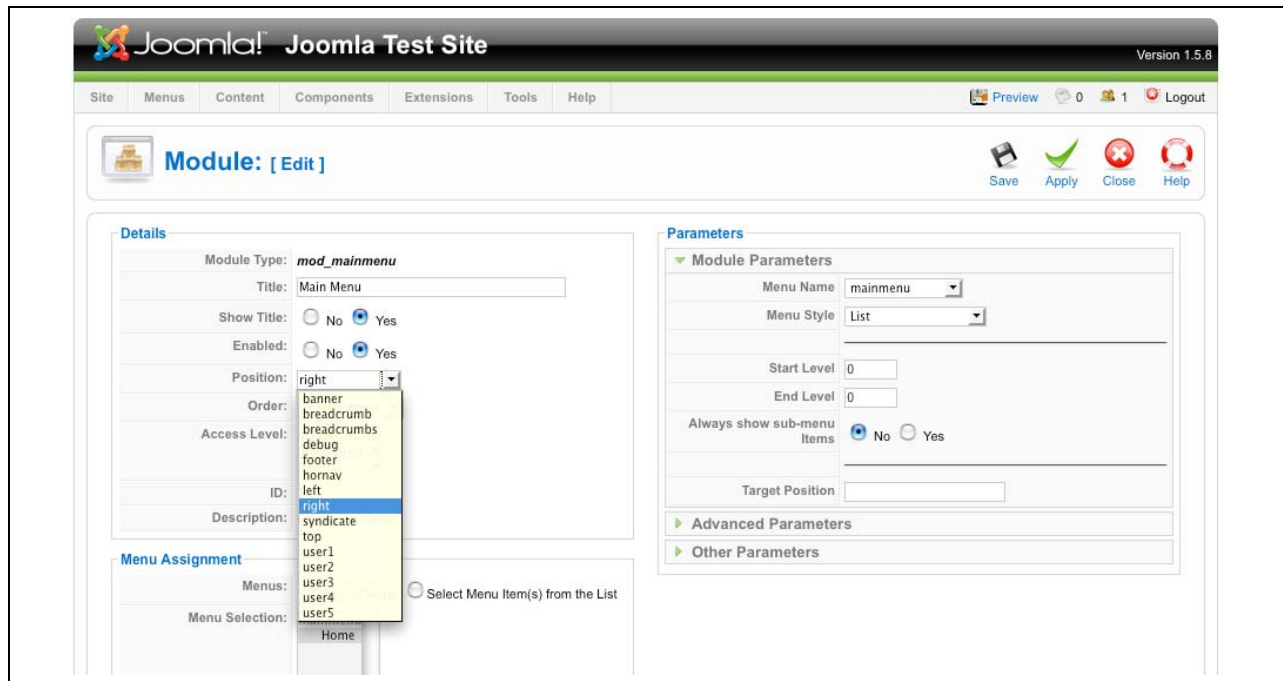 Joomla! Joomla Test Site
Version 1.5.8
Site Menus Content Components Extensions Tools Help Preview 0 1 Logout
Module: [ Edit ]
Save Apply Close Help
Details
Module Type: mod_mainmenu
Title: Main Menu
Show Title: No Yes
Enabled: No Yes
Position: right
banner
breadcrumb
breadcrumbs
debug
footer
hornav
left
right
syndicate
top
user1
user2
user3
user4
user5
Order:
Access Level:
ID:
Description:
Menu Assignment
Menus: Select Menu Item(s) from the List
Menu Selection:
Home
Parameters
Module Parameters
Menu Name mainmenu
Menu Style List
Start Level 0
End Level 0
Always show sub-menu
Items No Yes
Target Position
Advanced Parameters
Other Parameters